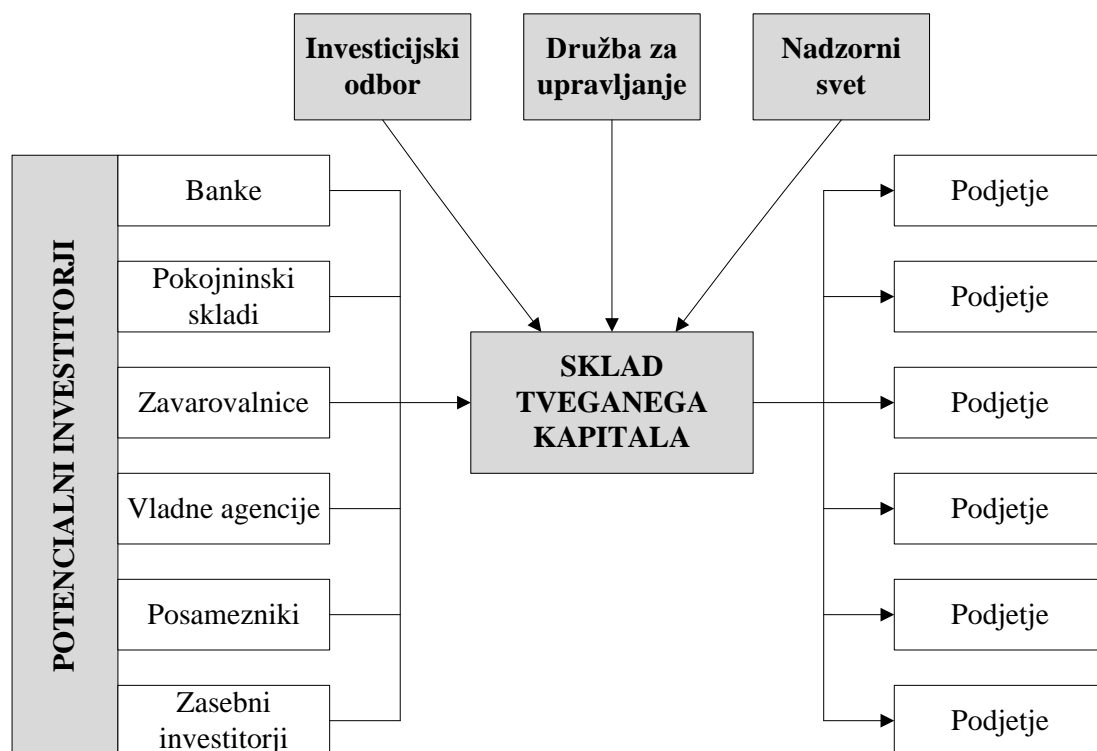 Investicijski
odbor
Družba za
upravljanje
Nadzorni
svet
POTENCIALNI INVESTITORJI
Banke
Pokojninski
skladi
Zavarovalnice
Vladne agencije
Posamezniki
Zasebni
investitorji
SKLAD
TVEGANEGA
KAPITALA
Podjetje
Podjetje
Podjetje
Podjetje
Podjetje
Podjetje